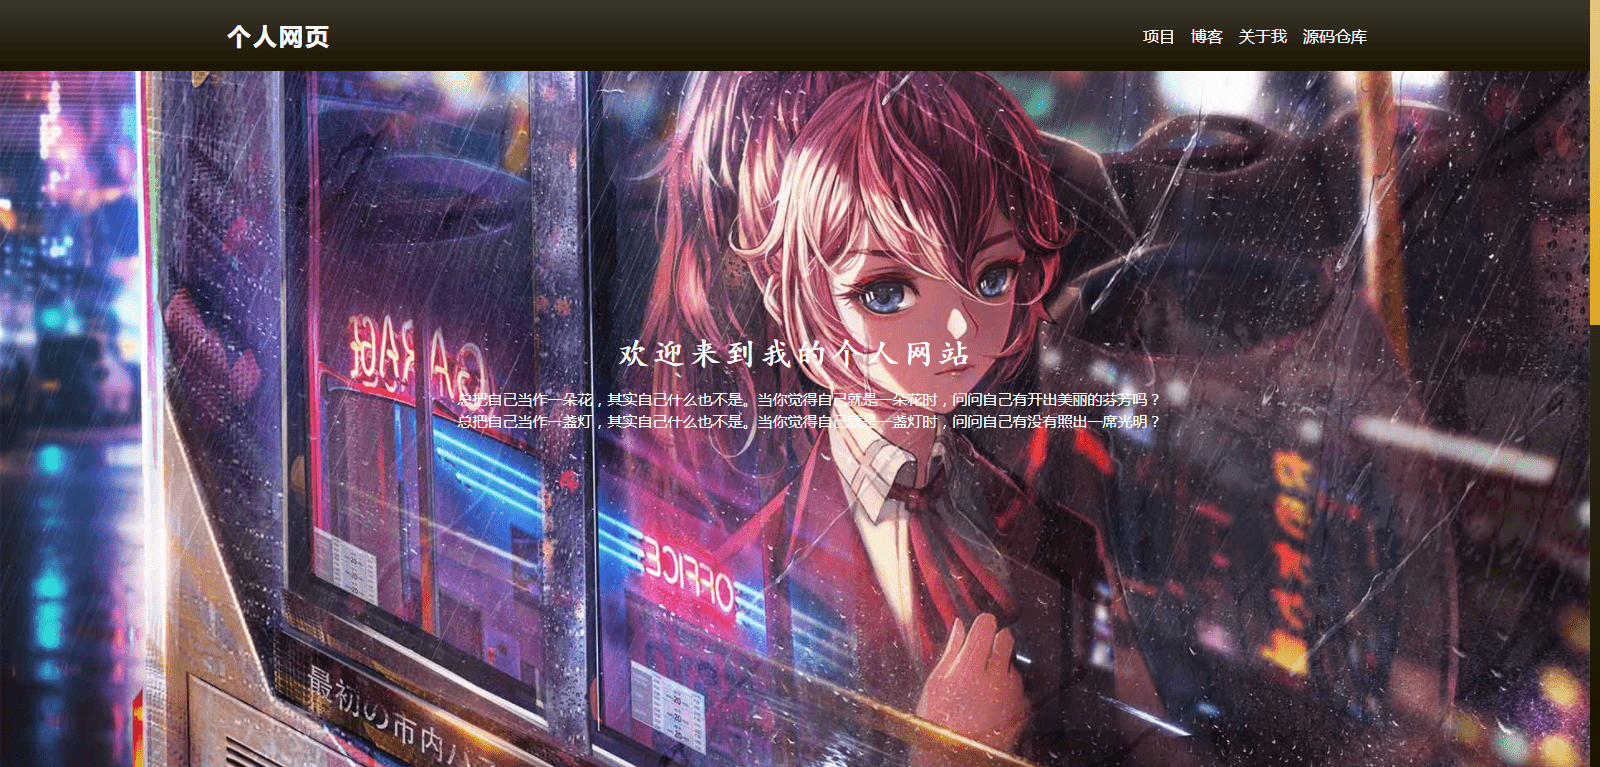 个人网页
项目 博客 关于我 源码仓库
欢迎来到我的个人网站
总把自己当作一朵花，其实自己什么也不是。当你觉得自己就是一朵花时，问问自己有开出美丽的芬芳吗？
总把自己当作一盏灯，其实自己什么也不是。当你觉得自己就是一盏灯时，问问自己有没有照出一席光明？
GARAGE
OFFICE
最初の市内バス